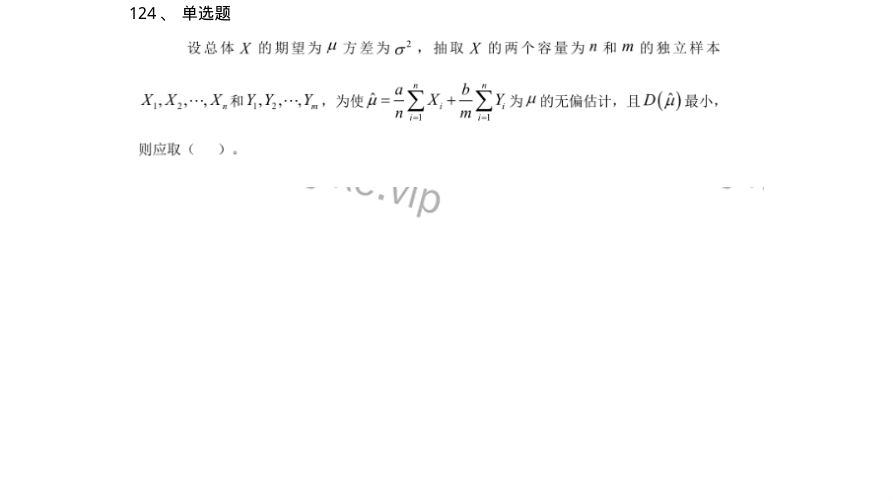 124 、 单选题
设总体 X 的期望为 μ 方差为 σ²，抽取 X 的两个容量为 n 和 m 的独立样本
X₁,X₂,⋯,Xₙ 和 Y₁,Y₂,⋯,Yₘ，为使 μ̂ = a/n ∑ᵢ₌₁ⁿ Xᵢ + b/m ∑ᵢ₌₁ⁿ Yᵢ 为 μ 的无偏估计，且 D(μ̂) 最小，
则应取（ ）。
.vip